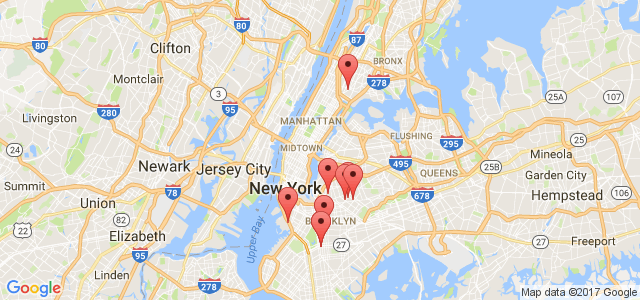 87
80
Clifton
BRONX
80
278
Montclair
3
95
25A
107
Livingston
280
MANHATTAN
FLUSHING
295
MIDTOWN
24
Newark
495
25B
Mineola
Jersey City
QUEENS
Garden City
Summit
78
New York
678
Hempstead
Union
BROOKLYN
Upper Bay
Elizabeth
27
Freeport
95
Linden
278
Google
Map data ©2017 Google